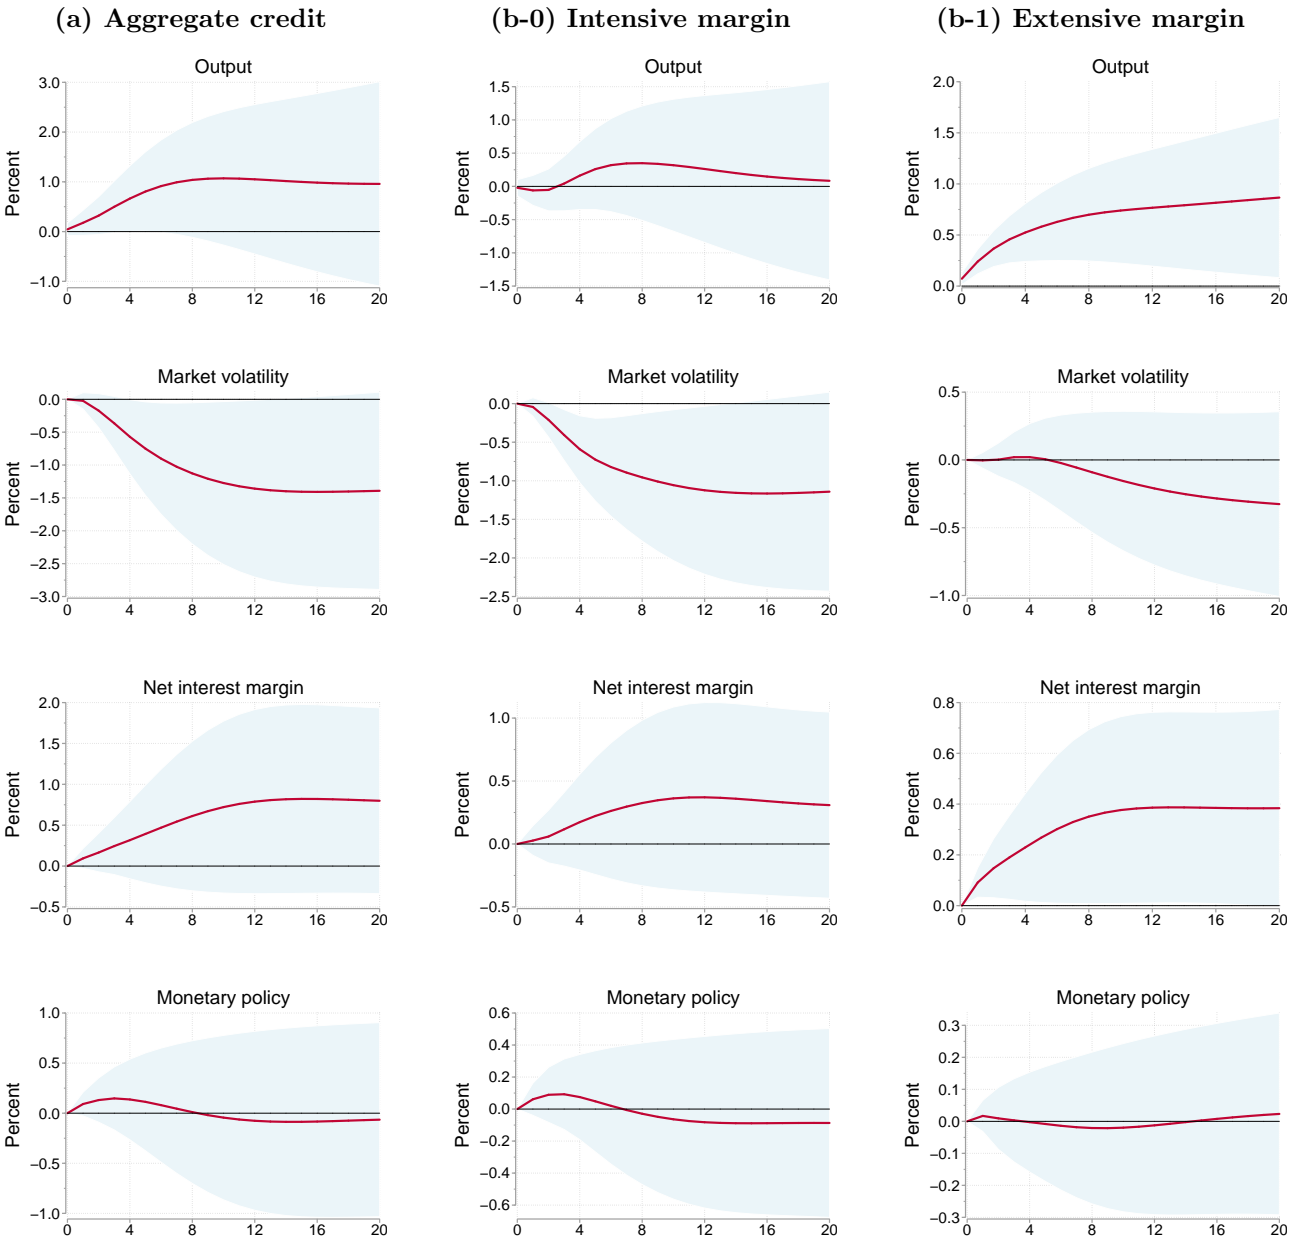 (a) Aggregate credit
(b-0) Intensive margin
(b-1) Extensive margin
Output
Output
Output
Percent
3.0
2.0
1.0
0.0
−1.0
0 4 8 12 16 20
1.5
1.0
0.5
0.0
−0.5
−1.0
−1.5
0 4 8 12 16 20
Percent
2.0
1.5
1.0
0.5
0.0
0 4 8 12 16 20
Percent
Market volatility
Market volatility
Market volatility
Percent
0.0
−0.5
−1.0
−1.5
−2.0
−2.5
−3.0
0 4 8 12 16 20
Percent
0.0
−0.5
−1.0
−1.5
−2.0
−2.5
0 4 8 12 16 20
Percent
0.5
0.0
−0.5
−1.0
0 4 8 12 16 20
Net interest margin
Net interest margin
Net interest margin
Percent
2.0
1.5
1.0
0.5
0.0
−0.5
0 4 8 12 16 20
Percent
1.0
0.5
0.0
−0.5
0 4 8 12 16 20
Percent
0.8
0.6
0.4
0.2
0.0
0 4 8 12 16 20
Monetary policy
Monetary policy
Monetary policy
Percent
1.0
0.5
0.0
−0.5
−1.0
0 4 8 12 16 20
Percent
0.6
0.4
0.2
0.0
−0.2
−0.4
−0.6
0 4 8 12 16 20
Percent
0.3
0.2
0.1
0.0
−0.1
−0.2
−0.3
0 4 8 12 16 20